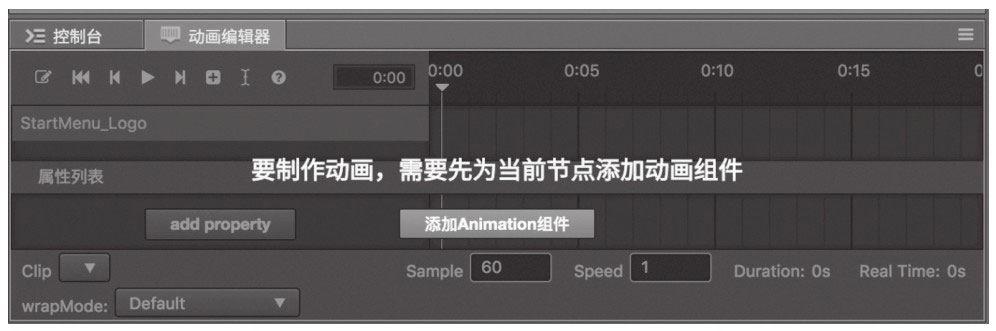 控制台 动画编辑器
0:00 0:00 0:05 0:10 0:15 0
StartMenu_Logo
要制作动画，需要先为当前节点添加动画组件
属性列表
add property 添加Animation组件
Clip Sample 60 Speed 1 Duration: 0s Real Time: 0s
wrapMode: Default